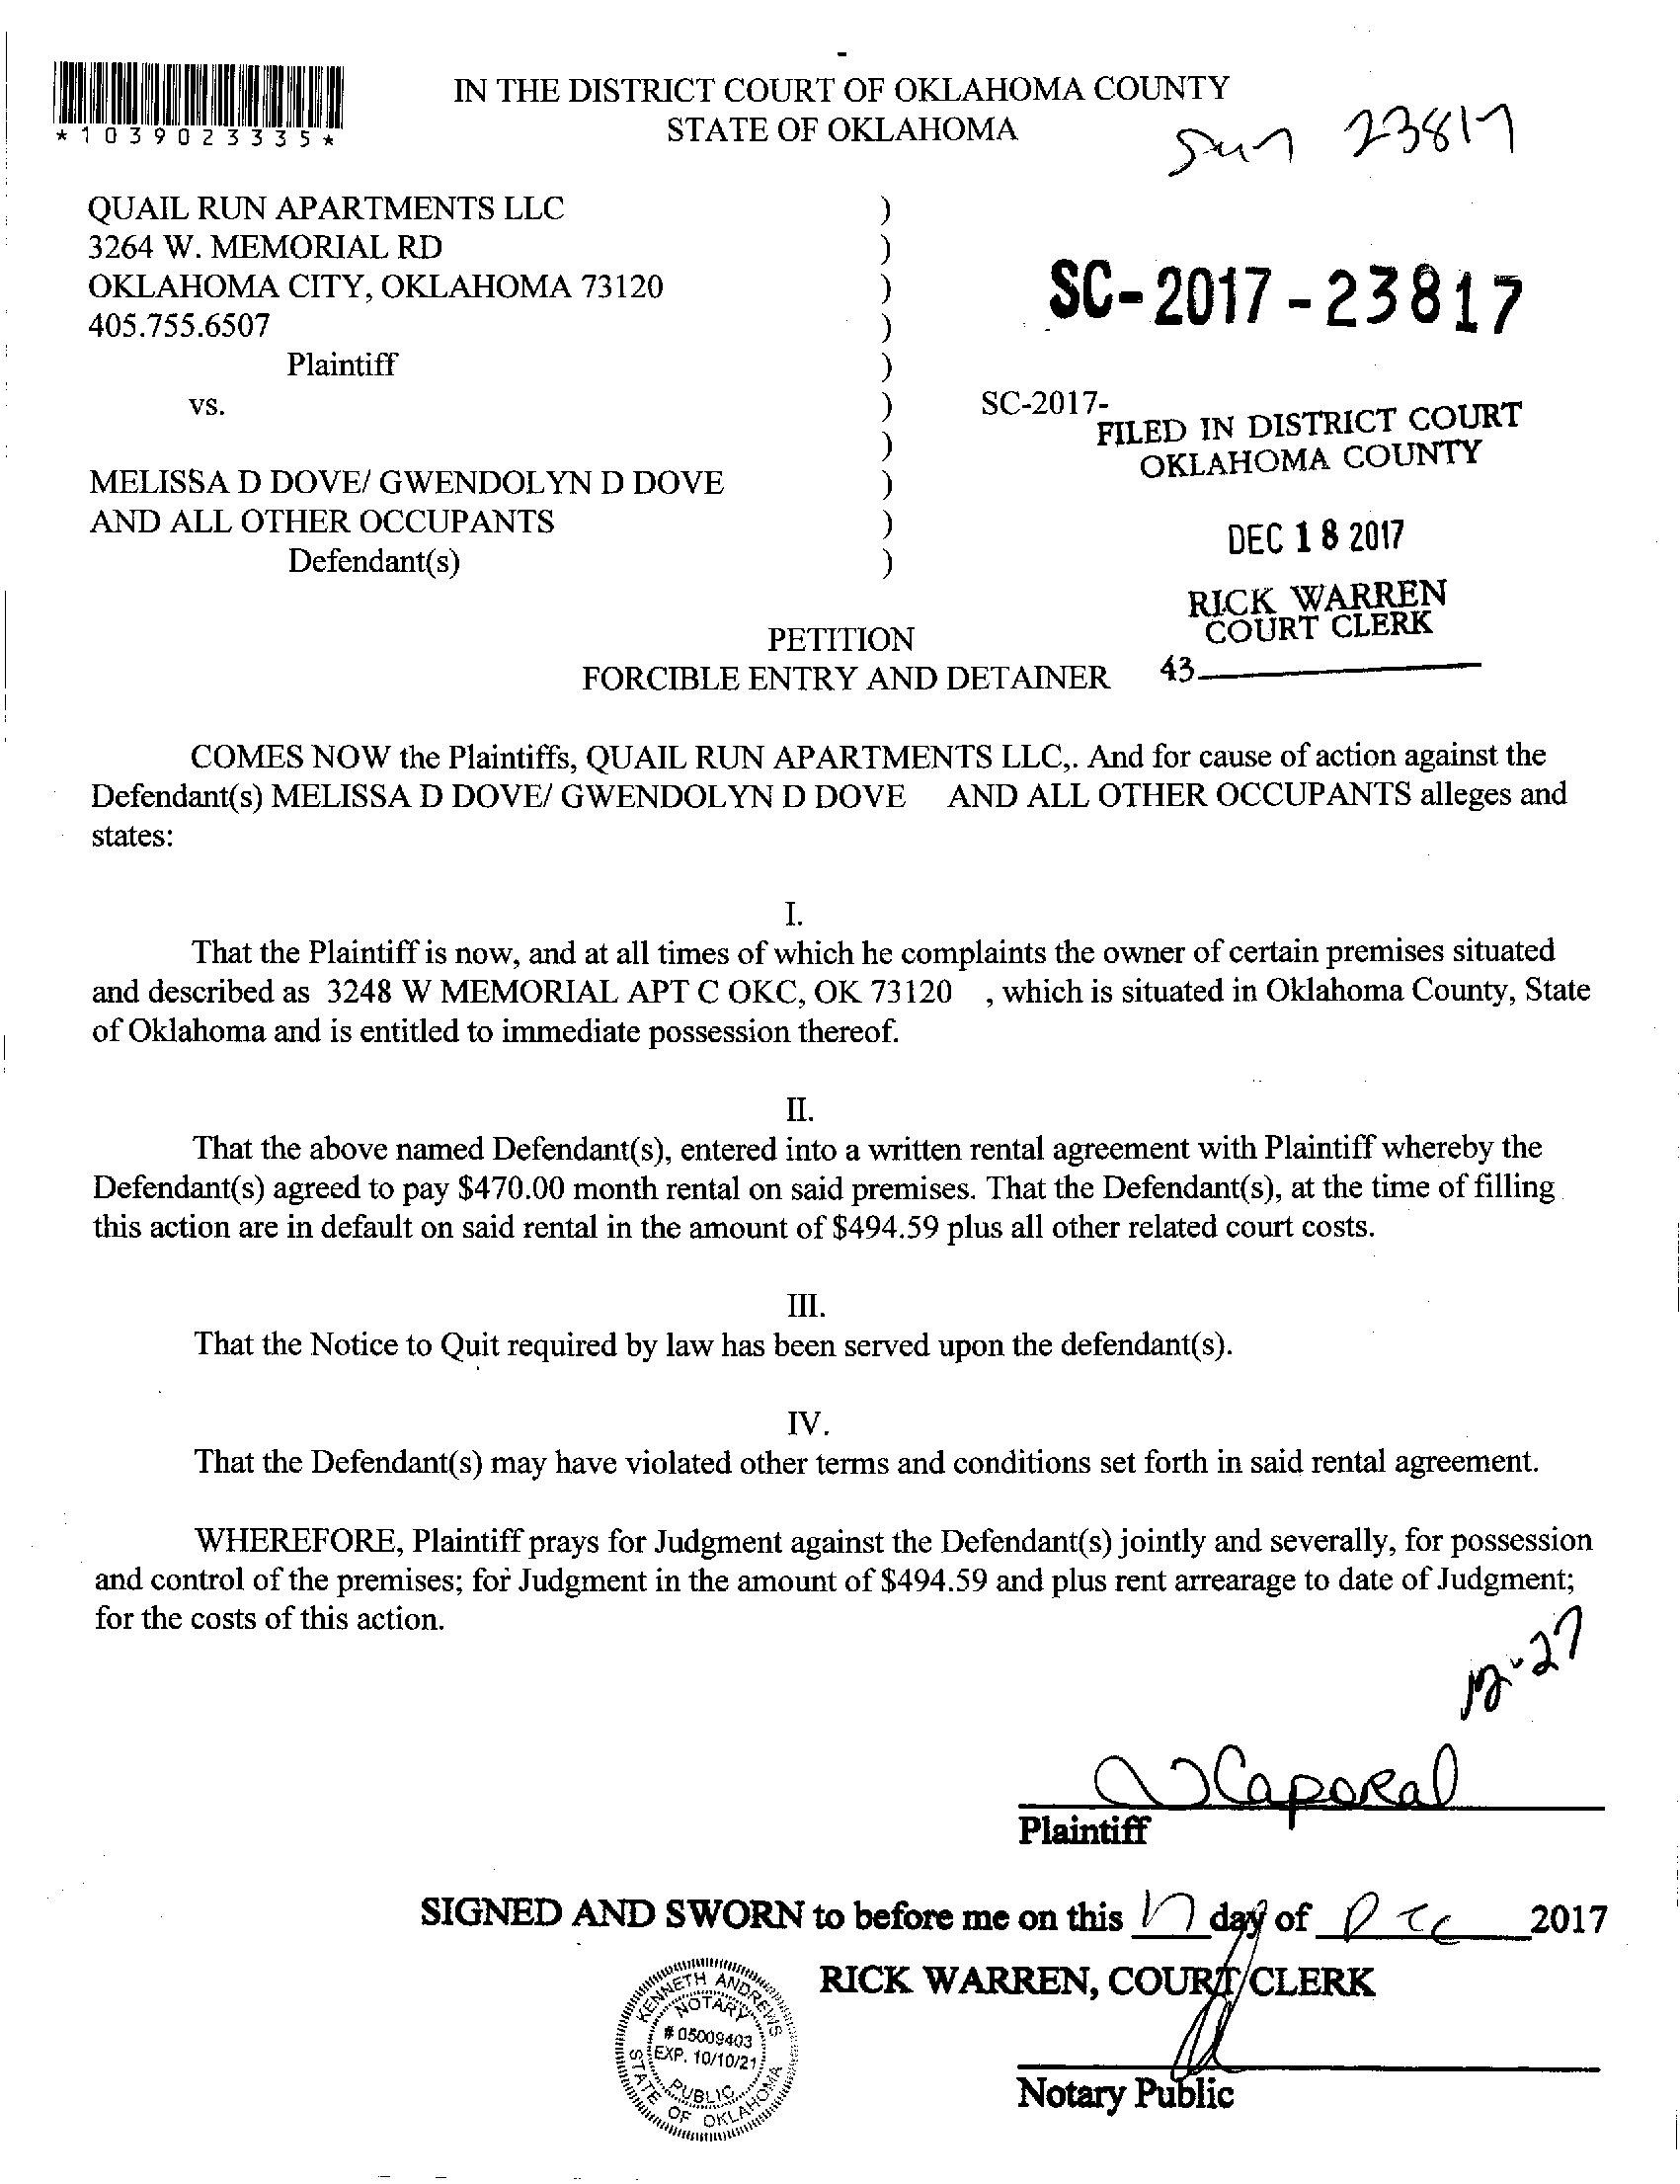 IN THE DISTRICT COURT OF OKLAHOMA COUNTY
STATE OF OKLAHOMA
*1039023335*
23817
QUAIL RUN APARTMENTS LLC )
3264 W. MEMORIAL RD )
OKLAHOMA CITY, OKLAHOMA 73120 )
405.755.6507 )
SC-2017-23817
Plaintiff )
vs. ) SC-2017-
)
FILED IN DISTRICT COURT
OKLAHOMA COUNTY
MELISSA D DOVE/ GWENDOLYN D DOVE )
AND ALL OTHER OCCUPANTS )
Defendant(s) )
DEC 18 2017
RICK WARREN
COURT CLERK
43
PETITION
FORCIBLE ENTRY AND DETAINER
COMES NOW the Plaintiffs, QUAIL RUN APARTMENTS LLC,. And for cause of action against the
Defendant(s) MELISSA D DOVE/ GWENDOLYN D DOVE AND ALL OTHER OCCUPANTS alleges and
states:
I.
That the Plaintiff is now, and at all times of which he complaints the owner of certain premises situated
and described as 3248 W MEMORIAL APT C OKC, OK 73120 , which is situated in Oklahoma County, State
of Oklahoma and is entitled to immediate possession thereof.
II.
That the above named Defendant(s), entered into a written rental agreement with Plaintiff whereby the
Defendant(s) agreed to pay $470.00 month rental on said premises. That the Defendant(s), at the time of filling
this action are in default on said rental in the amount of $494.59 plus all other related court costs.
III.
That the Notice to Quit required by law has been served upon the defendant(s).
IV.
That the Defendant(s) may have violated other terms and conditions set forth in said rental agreement.
WHEREFORE, Plaintiff prays for Judgment against the Defendant(s) jointly and severally, for possession
and control of the premises; for Judgment in the amount of $494.59 and plus rent arrearage to date of Judgment;
for the costs of this action.
12-27
Caporal
Plaintiff
SIGNED AND SWORN to before me on this 17 day of Dec 2017
RICK WARREN, COURT CLERK
KENNETH ANDREWS
NOTARY
# 05009403
EXP. 10/10/21
PUBLIC
STATE OF OKLAHOMA
Notary Public